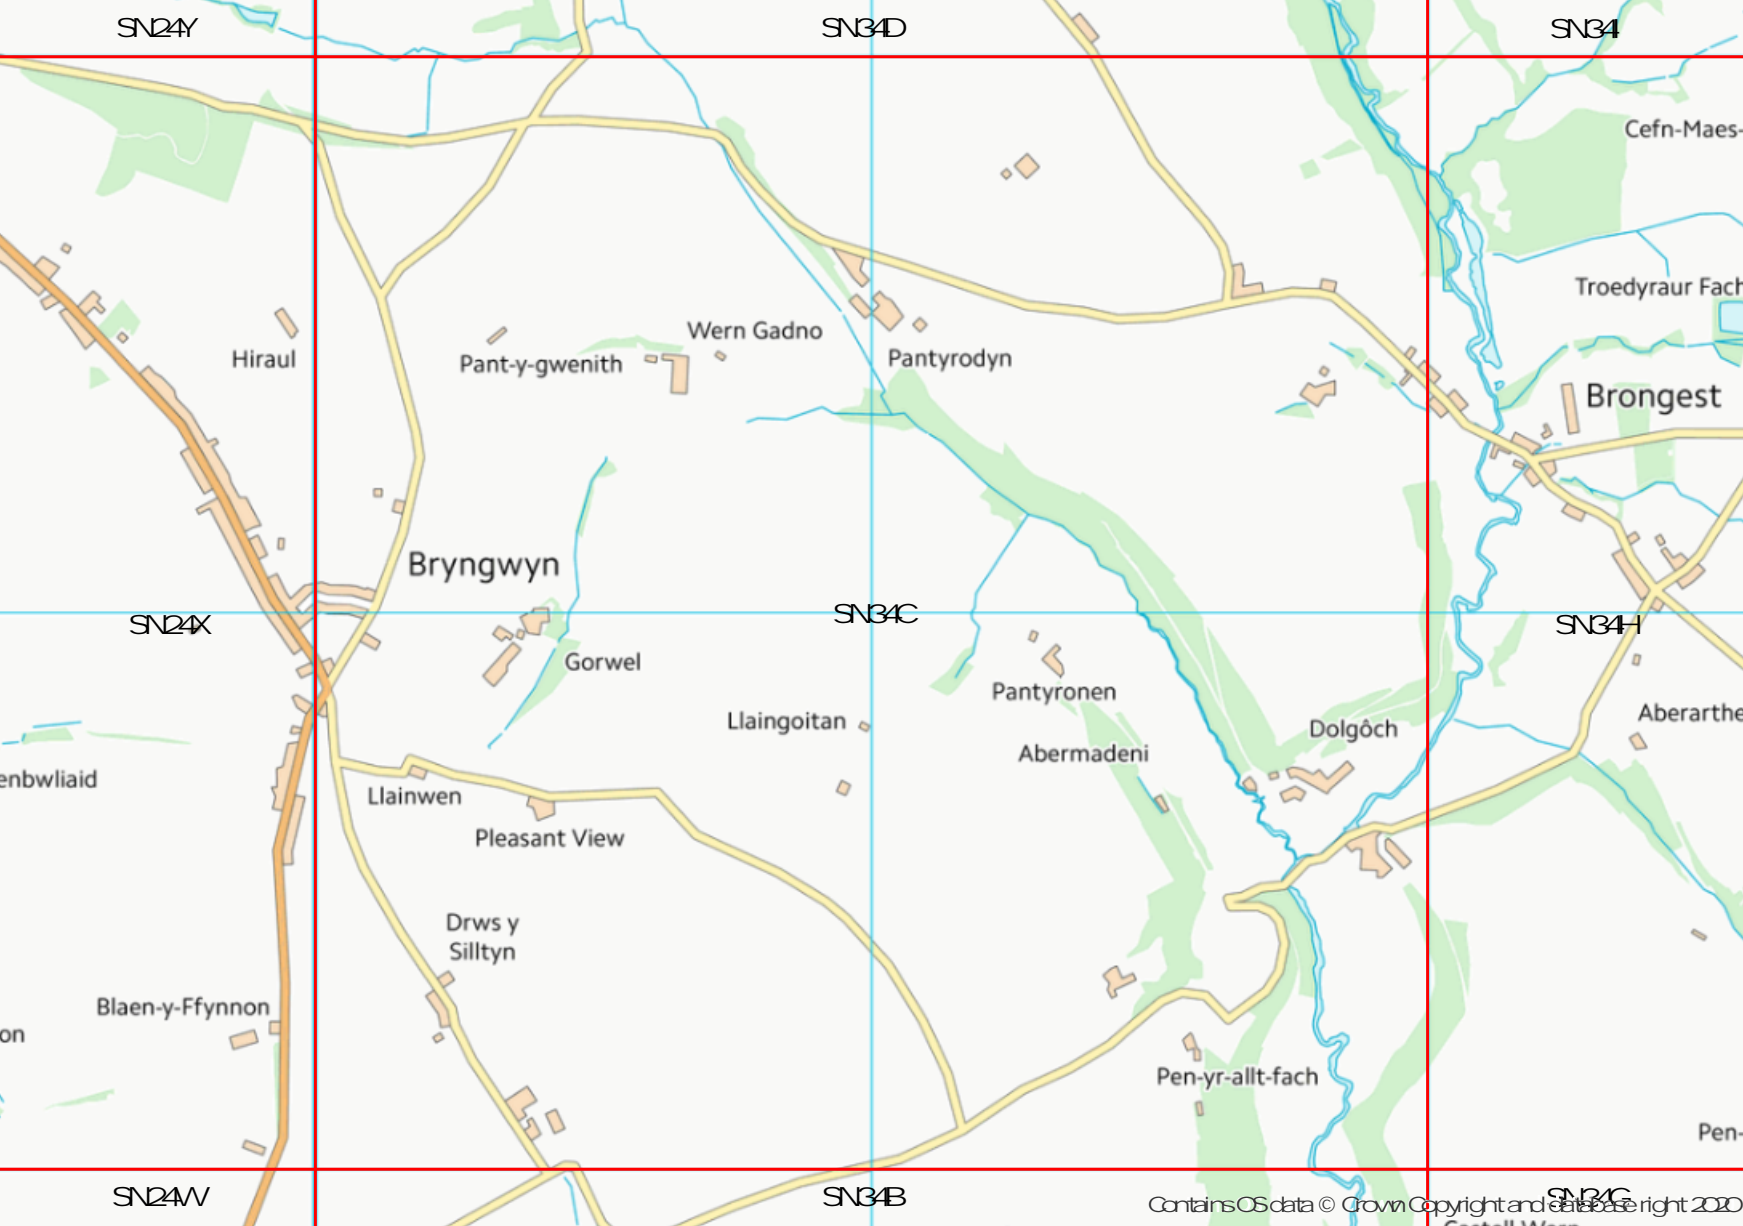 SN24Y
SN34D
SN34I
Cefn-Maes-
Troedyraur Fach
Wern Gadno
Hiraul
Pant-y-gwenith
Pantyrodyn
Brongest
Bryngwyn
SN24X
SN34C
SN34H
Gorwel
Pantyronen
Llaingoitan
Aberarthe
Dolgôch
Abermadeni
enbwliaid
Llainwen
Pleasant View
Drws y
Silltyn
Blaen-y-Ffynnon
on
Pen-yr-allt-fach
Pen-
SN24W
SN34B
SN34G
Contains OS data © Crown Copyright and database right 2020